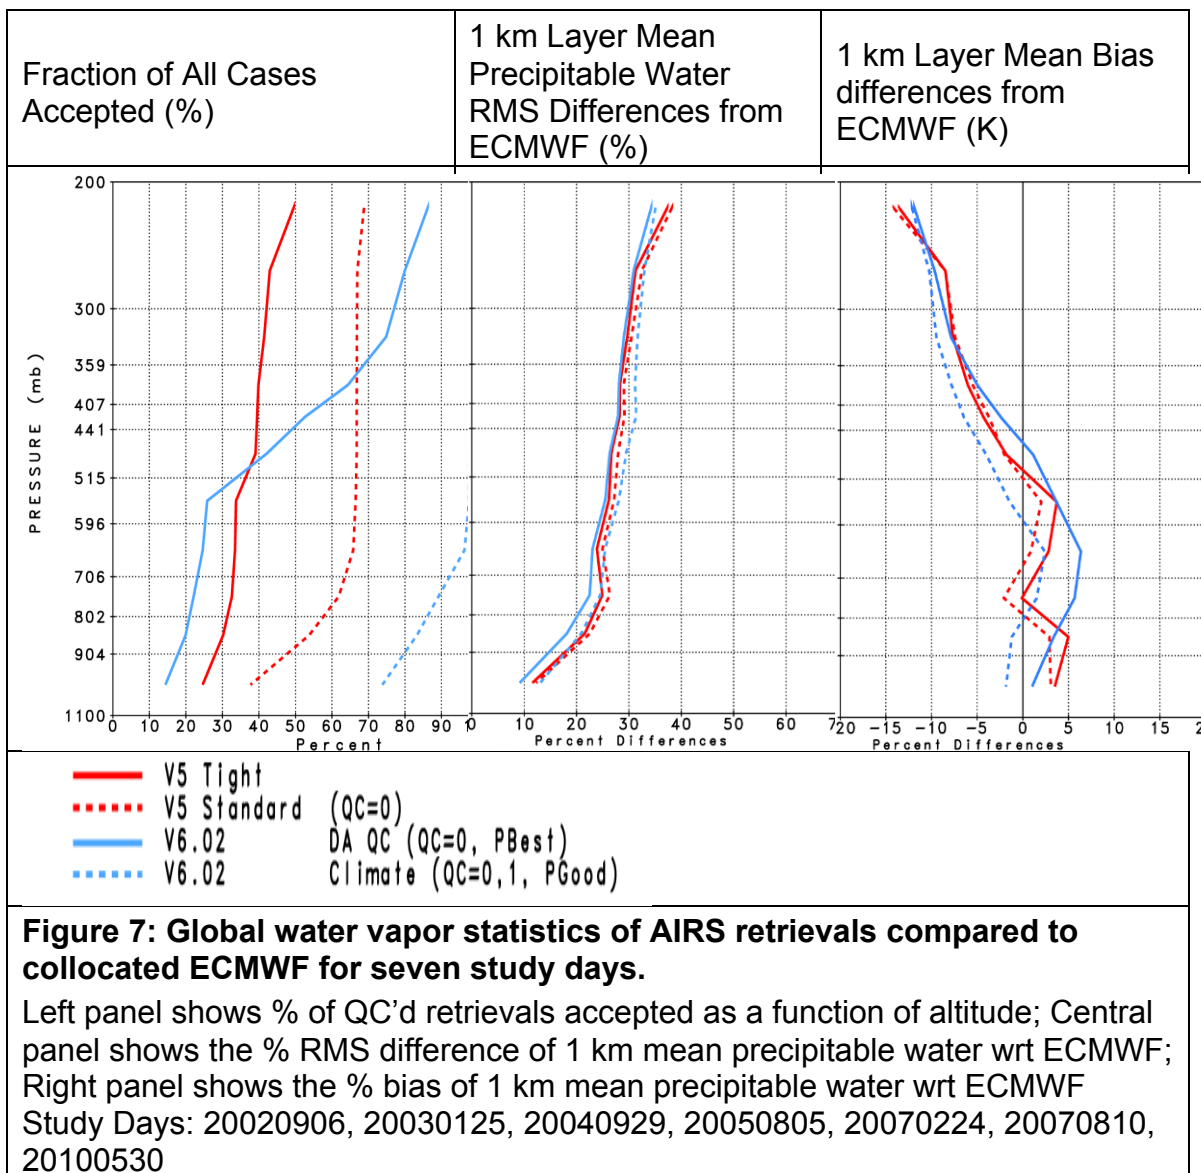 Fraction of All Cases
Accepted (%)
1 km Layer Mean
Precipitable Water
RMS Differences from
ECMWF (%)
1 km Layer Mean Bias
differences from
ECMWF (K)
PRESSURE (mb)
200
300
359
407
441
515
596
706
802
904
1100
0 10 20 30 40 50 60 70 80 90
Percent
0 10 20 30 40 50 60 7
Percent Differences
20 -15 -10 -5 0 5 10 15 2
Percent Differences
V5 Tight
V5 Standard (QC=0)
V6.02 DA QC (QC=0, PBest)
V6.02 Climate (QC=0,1, PGood)
Figure 7: Global water vapor statistics of AIRS retrievals compared to
collocated ECMWF for seven study days.
Left panel shows % of QC’d retrievals accepted as a function of altitude; Central
panel shows the % RMS difference of 1 km mean precipitable water wrt ECMWF;
Right panel shows the % bias of 1 km mean precipitable water wrt ECMWF
Study Days: 20020906, 20030125, 20040929, 20050805, 20070224, 20070810,
20100530